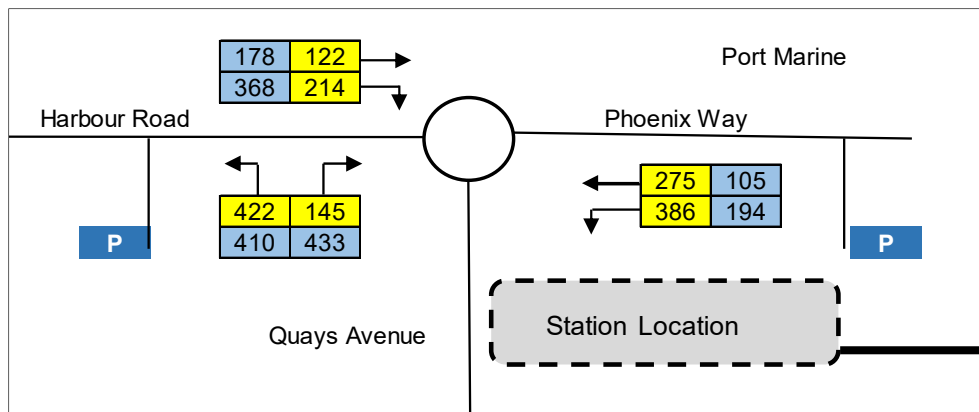 178 122
Port Marine
368 214
Harbour Road
Phoenix Way
275 105
422 145
386 194
410 433
P
P
Station Location
Quays Avenue